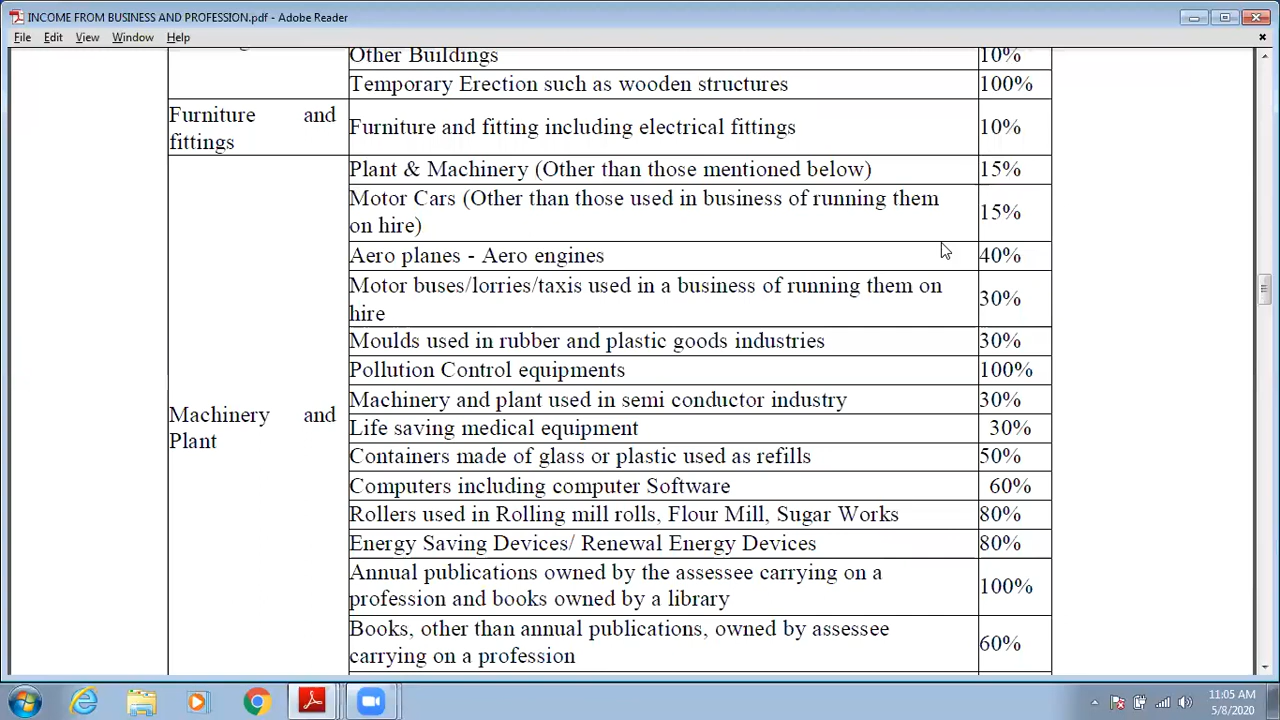 INCOME FROM BUSINESS AND PROFESSION.pdf - Adobe Reader
File Edit View Window Help
Other Buildings 10%
Temporary Erection such as wooden structures 100%
Furniture and
fittings
Furniture and fitting including electrical fittings 10%
Plant & Machinery (Other than those mentioned below) 15%
Motor Cars (Other than those used in business of running them
on hire)
15%
Aero planes - Aero engines 40%
Motor buses/lorries/taxis used in a business of running them on
hire
30%
Moulds used in rubber and plastic goods industries 30%
Pollution Control equipments 100%
Machinery and
Plant
Machinery and plant used in semi conductor industry 30%
Life saving medical equipment 30%
Containers made of glass or plastic used as refills 50%
Computers including computer Software 60%
Rollers used in Rolling mill rolls, Flour Mill, Sugar Works 80%
Energy Saving Devices/ Renewal Energy Devices 80%
Annual publications owned by the assessee carrying on a
profession and books owned by a library
100%
Books, other than annual publications, owned by assessee
carrying on a profession
60%
11:05 AM
5/8/2020